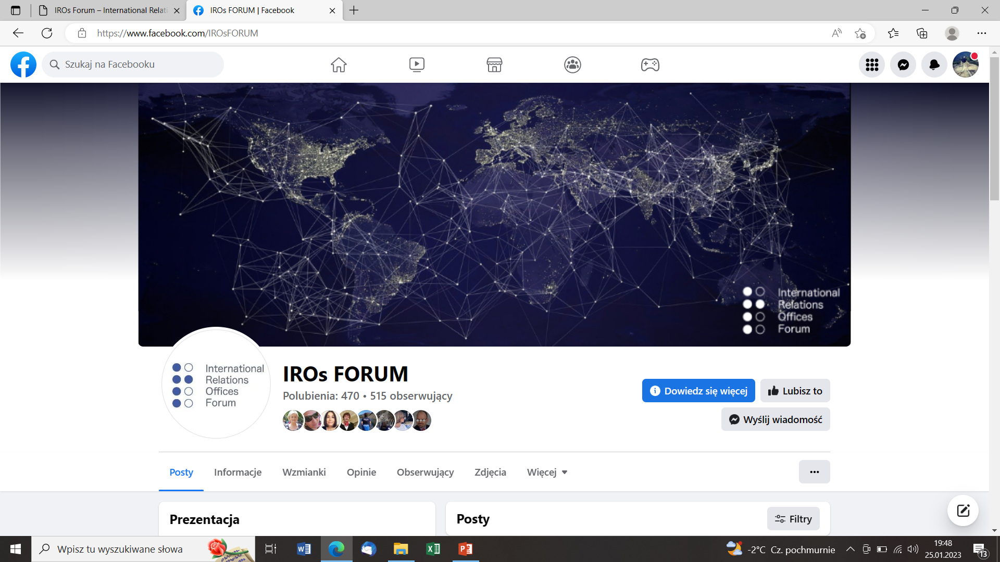 IROs Forum – International Relati
IROs FORUM | Facebook
https://www.facebook.com/IROsFORUM
Szukaj na Facebooku
International
Relations
Offices
Forum
International
Relations
Offices
Forum
IROs FORUM
Polubienia: 470 • 515 obserwujący
Dowiedz się więcej
Lubisz to
Wyślij wiadomość
Posty
Informacje
Wzmianki
Opinie
Obserwujący
Zdjęcia
Więcej
Prezentacja
Posty
Filtry
Wpisz tu wyszukiwane słowa
-2°C Cz. pochmurnie
19:48
25.01.2023
13